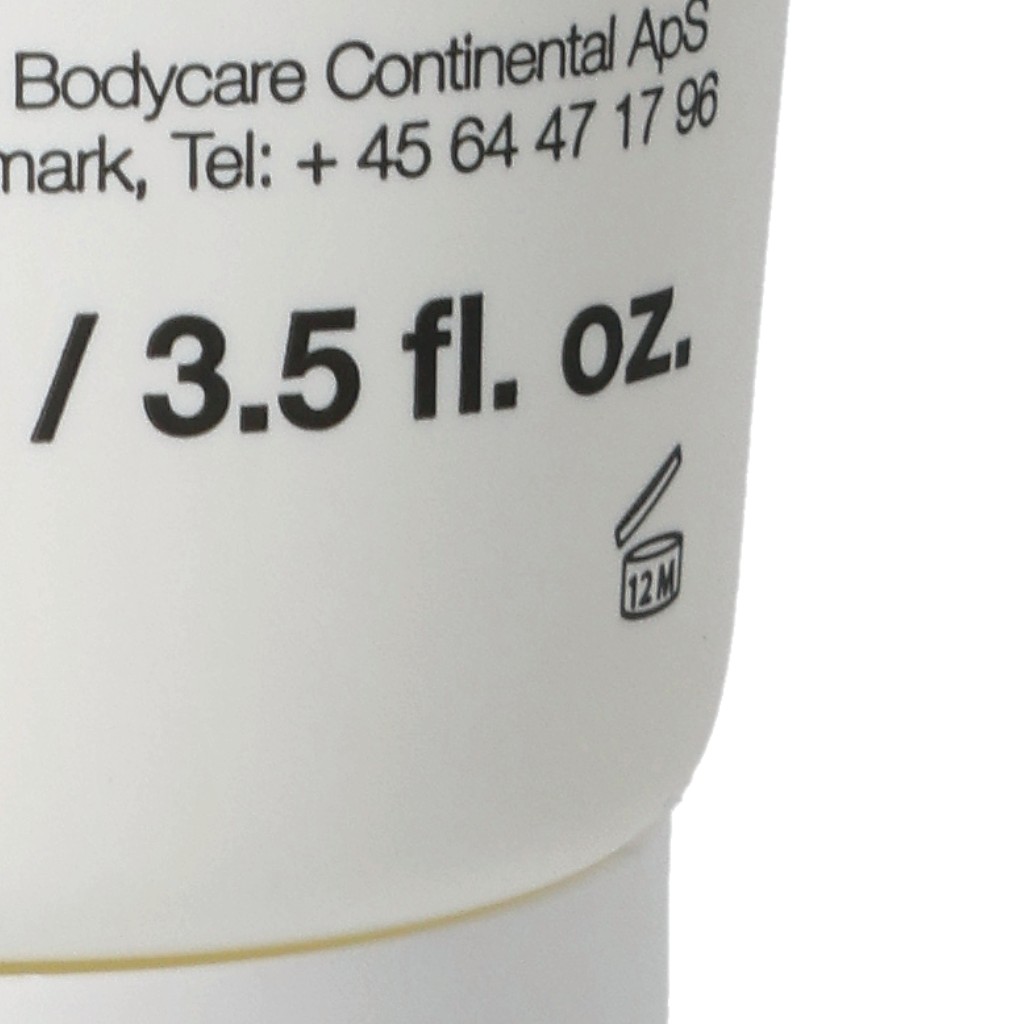 Bodycare Continental ApS
mark, Tel: + 45 64 47 17 96
/ 3.5 fl. oz.
12M